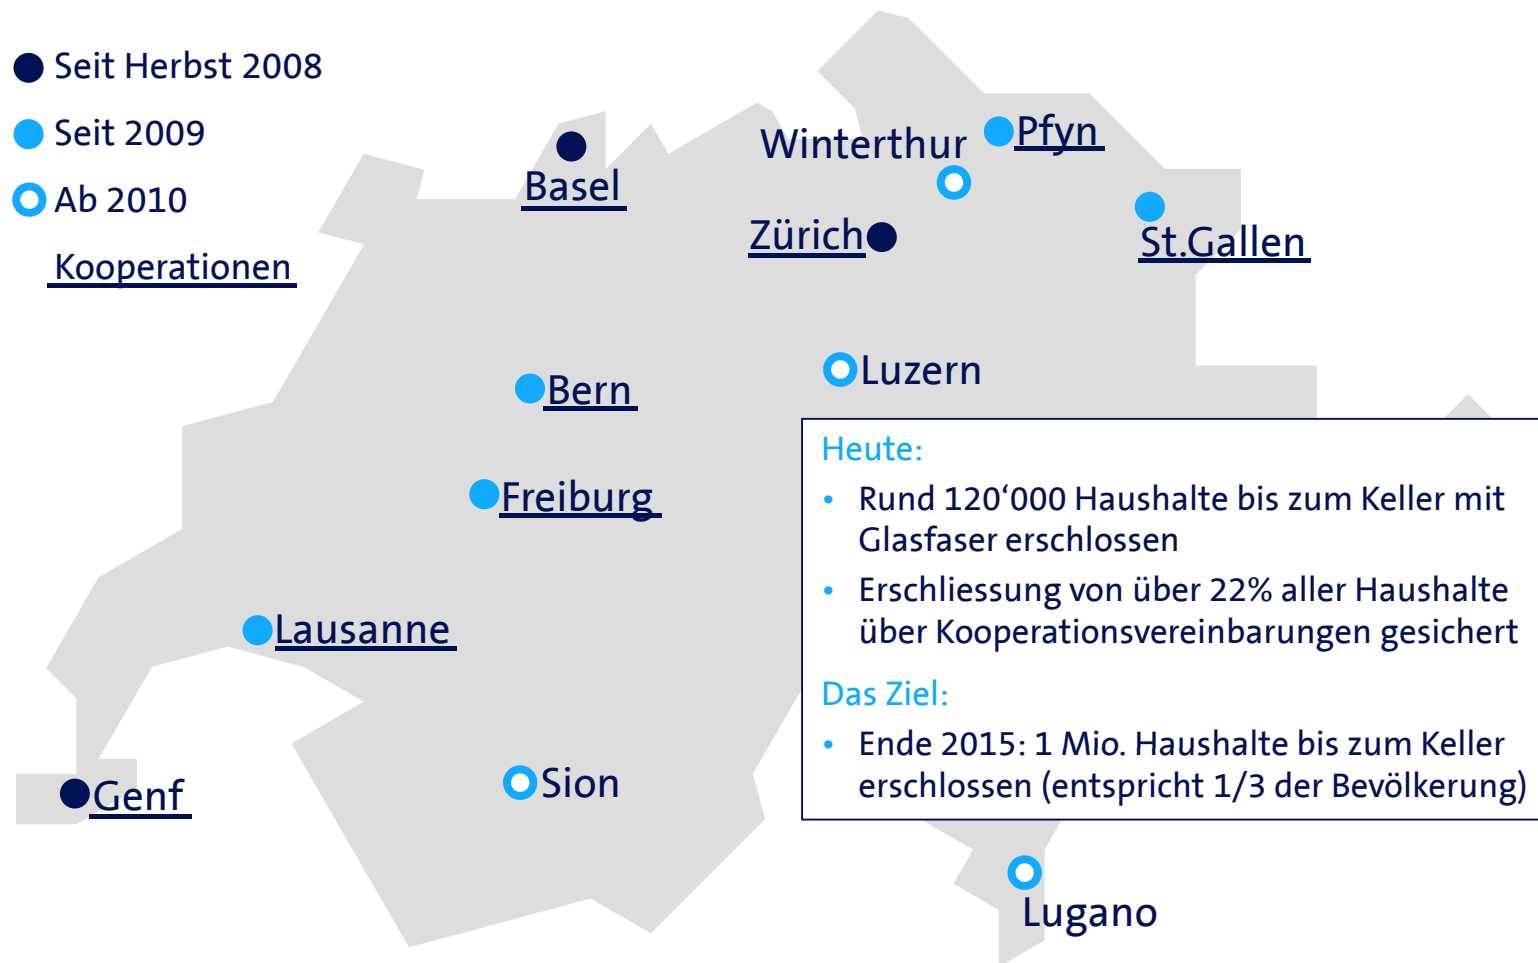 Seit Herbst 2008
Seit 2009
Ab 2010
Kooperationen
Basel
Winterthur
Pfyn
Zürich
St.Gallen
Bern
Luzern
Freiburg
Lausanne
Genf
Sion
Heute:
• Rund 120‘000 Haushalte bis zum Keller mit
Glasfaser erschlossen
• Erschliessung von über 22% aller Haushalte
über Kooperationsvereinbarungen gesichert
Das Ziel:
• Ende 2015: 1 Mio. Haushalte bis zum Keller
erschlossen (entspricht 1/3 der Bevölkerung)
Lugano